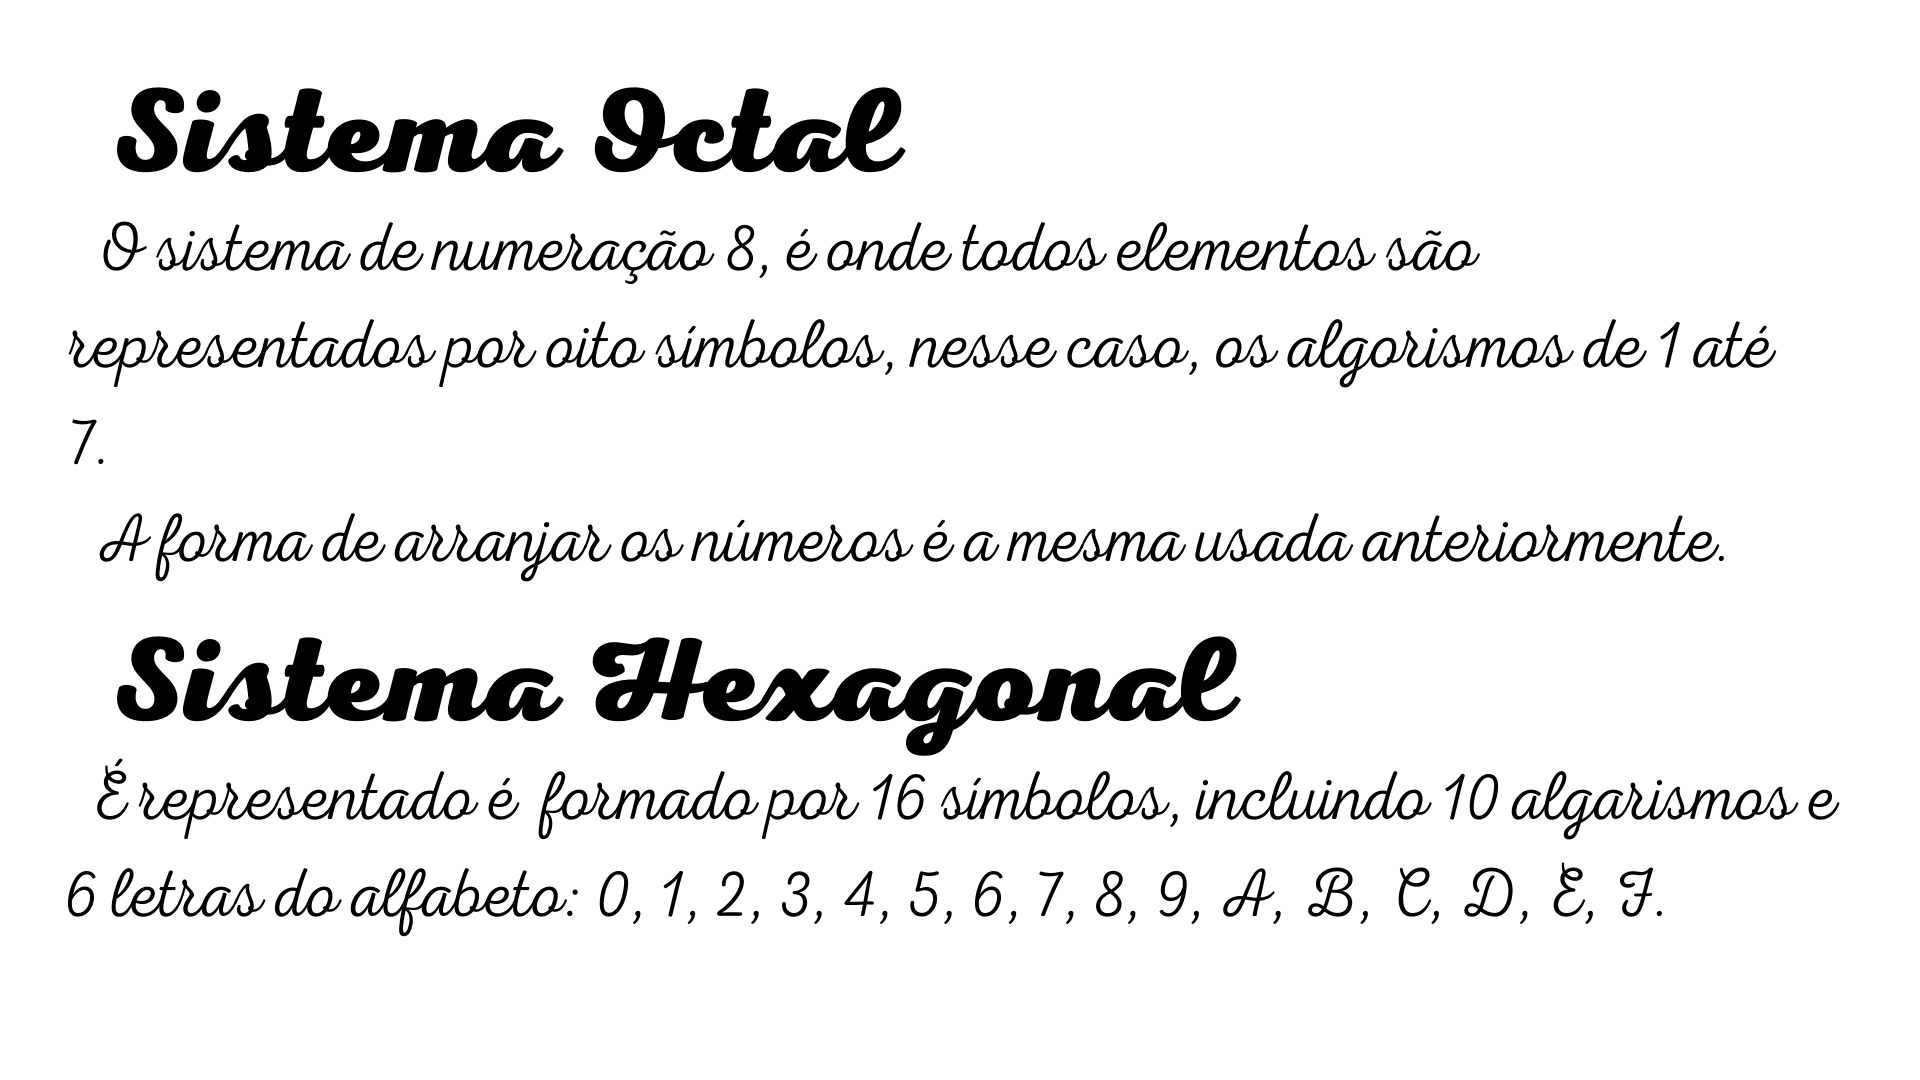 Sistema Octal
O sistema de numeração 8, é onde todos elementos são
representados por oito símbolos, nesse caso, os algorismos de 1 até
7.
A forma de arranjar os números é a mesma usada anteriormente.
Sistema Hexagonal
É representado é  formado por 16 símbolos, incluindo 10 algarismos e
6 letras do alfabeto: 0, 1, 2, 3, 4, 5, 6, 7, 8, 9, A, B, C, D, E, F.